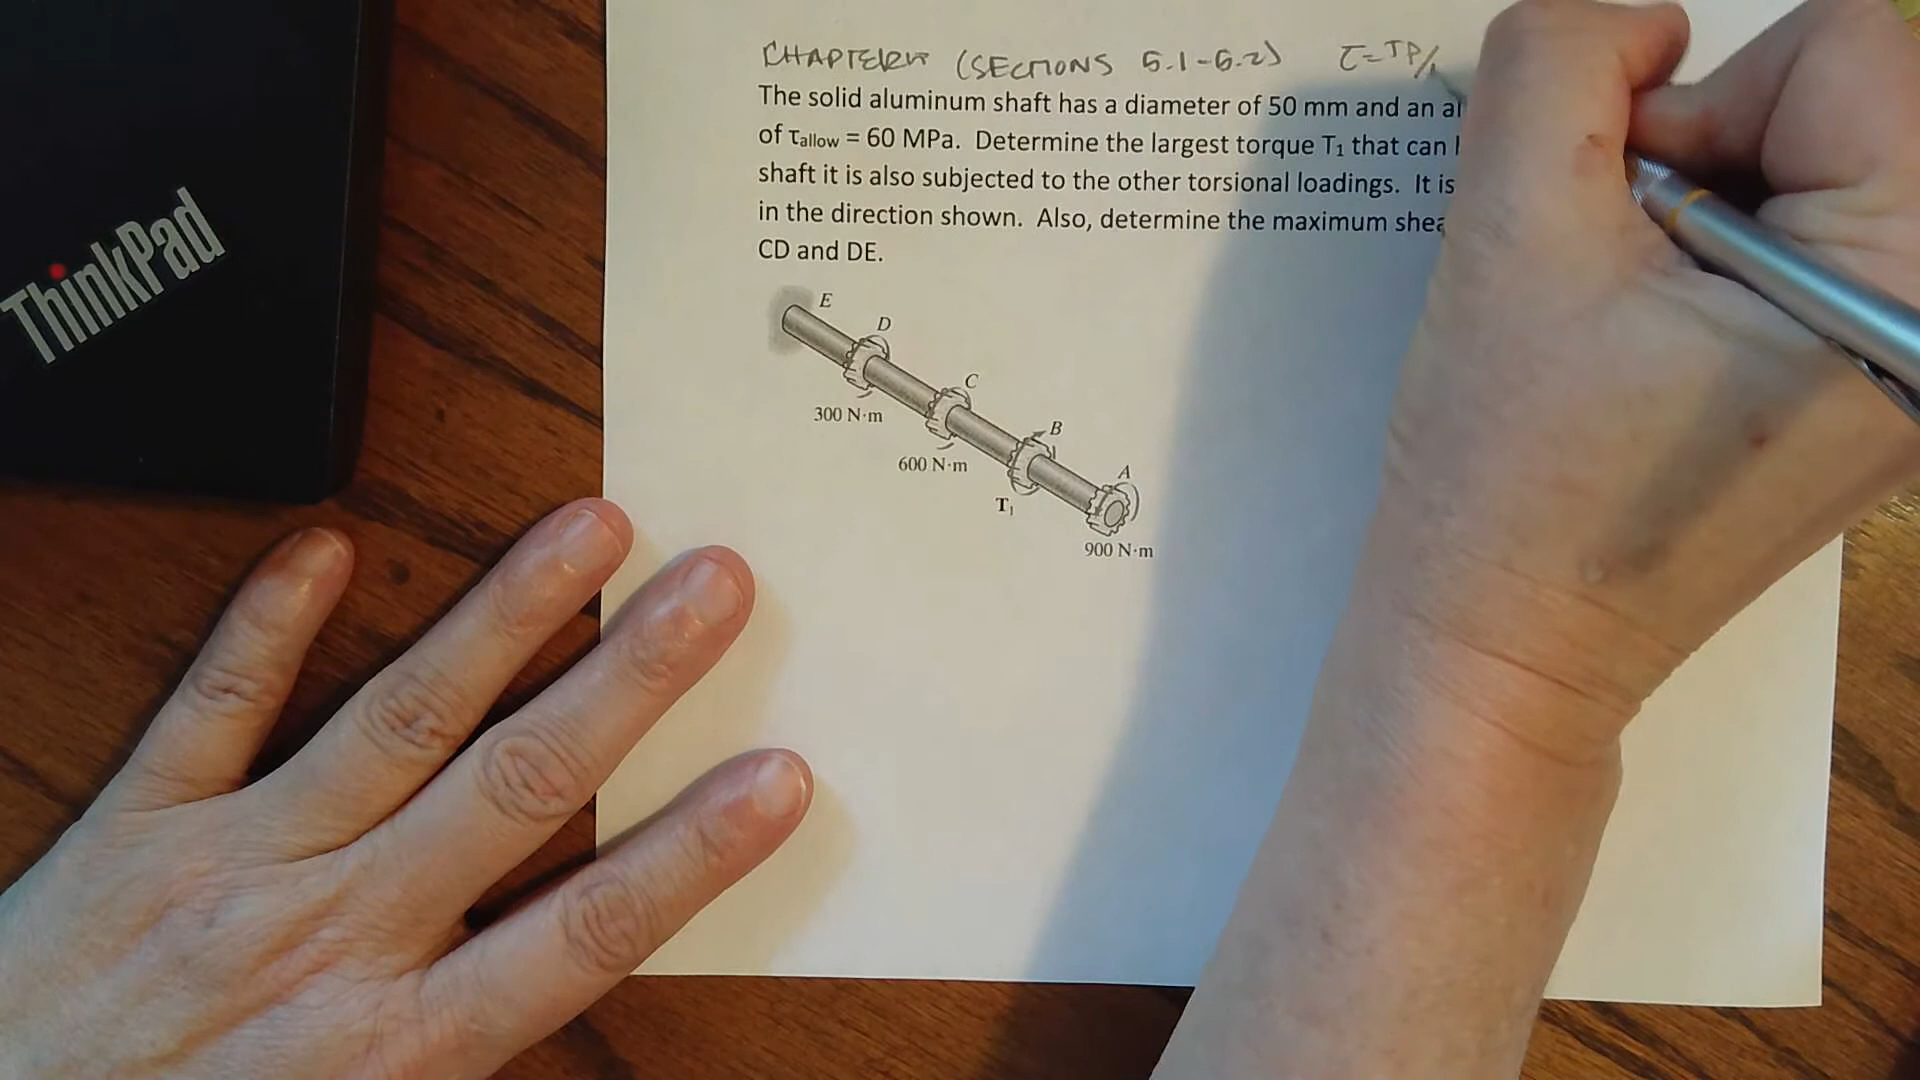 (SECTIONS 5.1-5.2) τ=Tρ/
The solid aluminum shaft has a diameter of 50 mm and an al
of τallow = 60 MPa. Determine the largest torque T1 that can
shaft it is also subjected to the other torsional loadings. It is
in the direction shown. Also, determine the maximum shea
CD and DE.
ThinkPad
E
D
C
300 N·m
B
600 N·m
A
T1
900 N·m